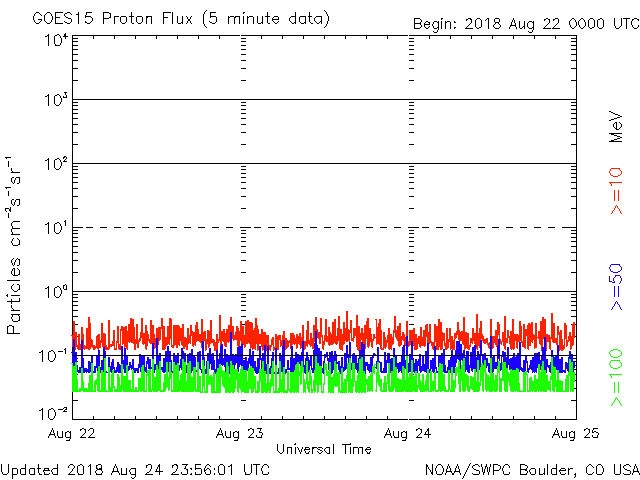 GOES15 Proton Flux (5 minute data)
Begin: 2018 Aug 22 0000 UTC
10⁴
10³
10²
10¹
10⁰
10⁻¹
10⁻²
Particles cm⁻²s⁻¹sr⁻¹
Aug 22
Aug 23
Aug 24
Aug 25
Universal Time
MeV
>=10
>=50
>=100
Updated 2018 Aug 24 23:56:01 UTC
NOAA/SWPC Boulder, CO USA